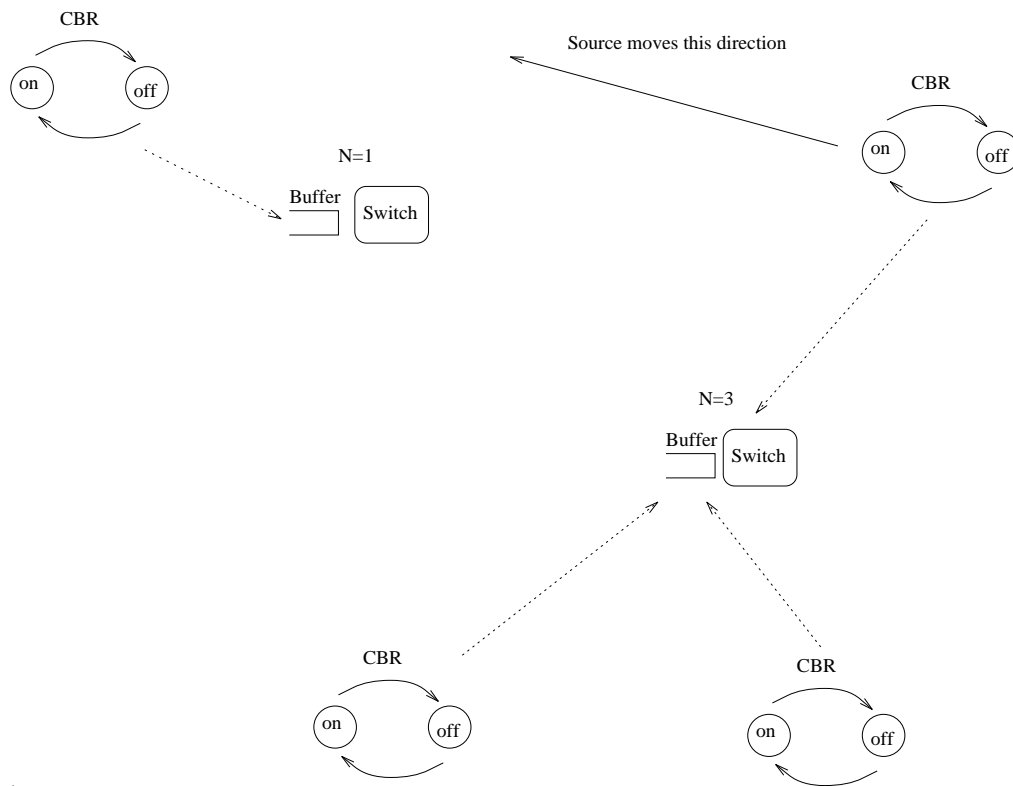 CBR
on
off
Source moves this direction
CBR
on
off
N=1
Buffer
Switch
N=3
Buffer
Switch
CBR
on
off
CBR
on
off